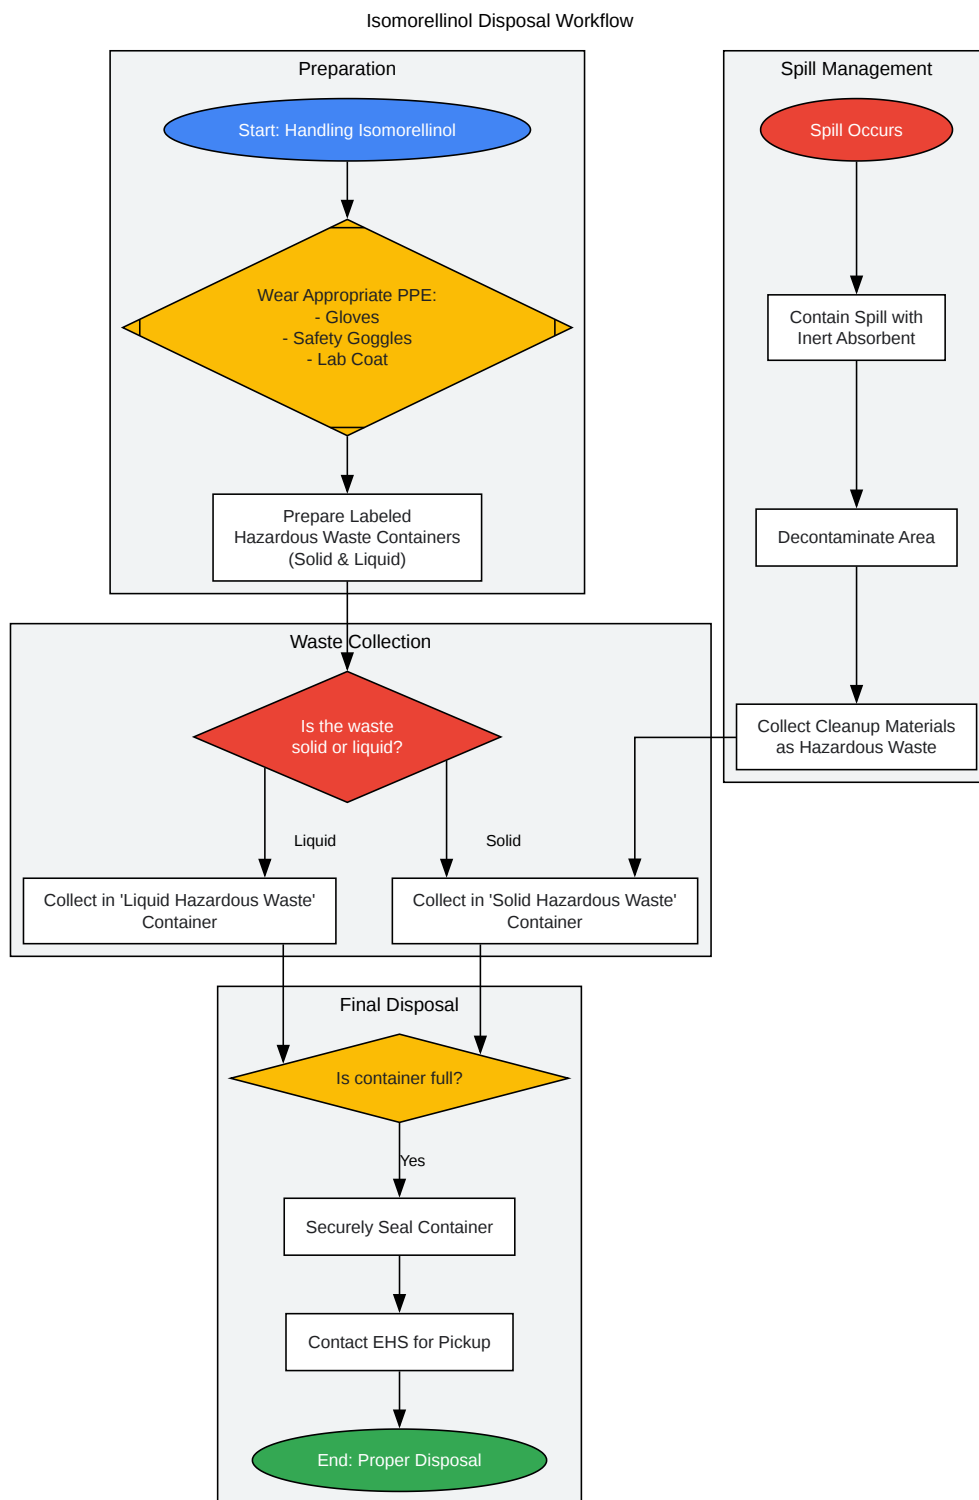 Isomorellinol Disposal Workflow
Preparation
Start: Handling Isomorellinol
Wear Appropriate PPE:
- Gloves
- Safety Goggles
- Lab Coat
Prepare Labeled
Hazardous Waste Containers
(Solid & Liquid)
Spill Management
Spill Occurs
Contain Spill with
Inert Absorbent
Decontaminate Area
Collect Cleanup Materials
as Hazardous Waste
Waste Collection
Is the waste
solid or liquid?
Liquid
Solid
Collect in 'Liquid Hazardous Waste'
Container
Collect in 'Solid Hazardous Waste'
Container
Final Disposal
Is container full?
Yes
Securely Seal Container
Contact EHS for Pickup
End: Proper Disposal